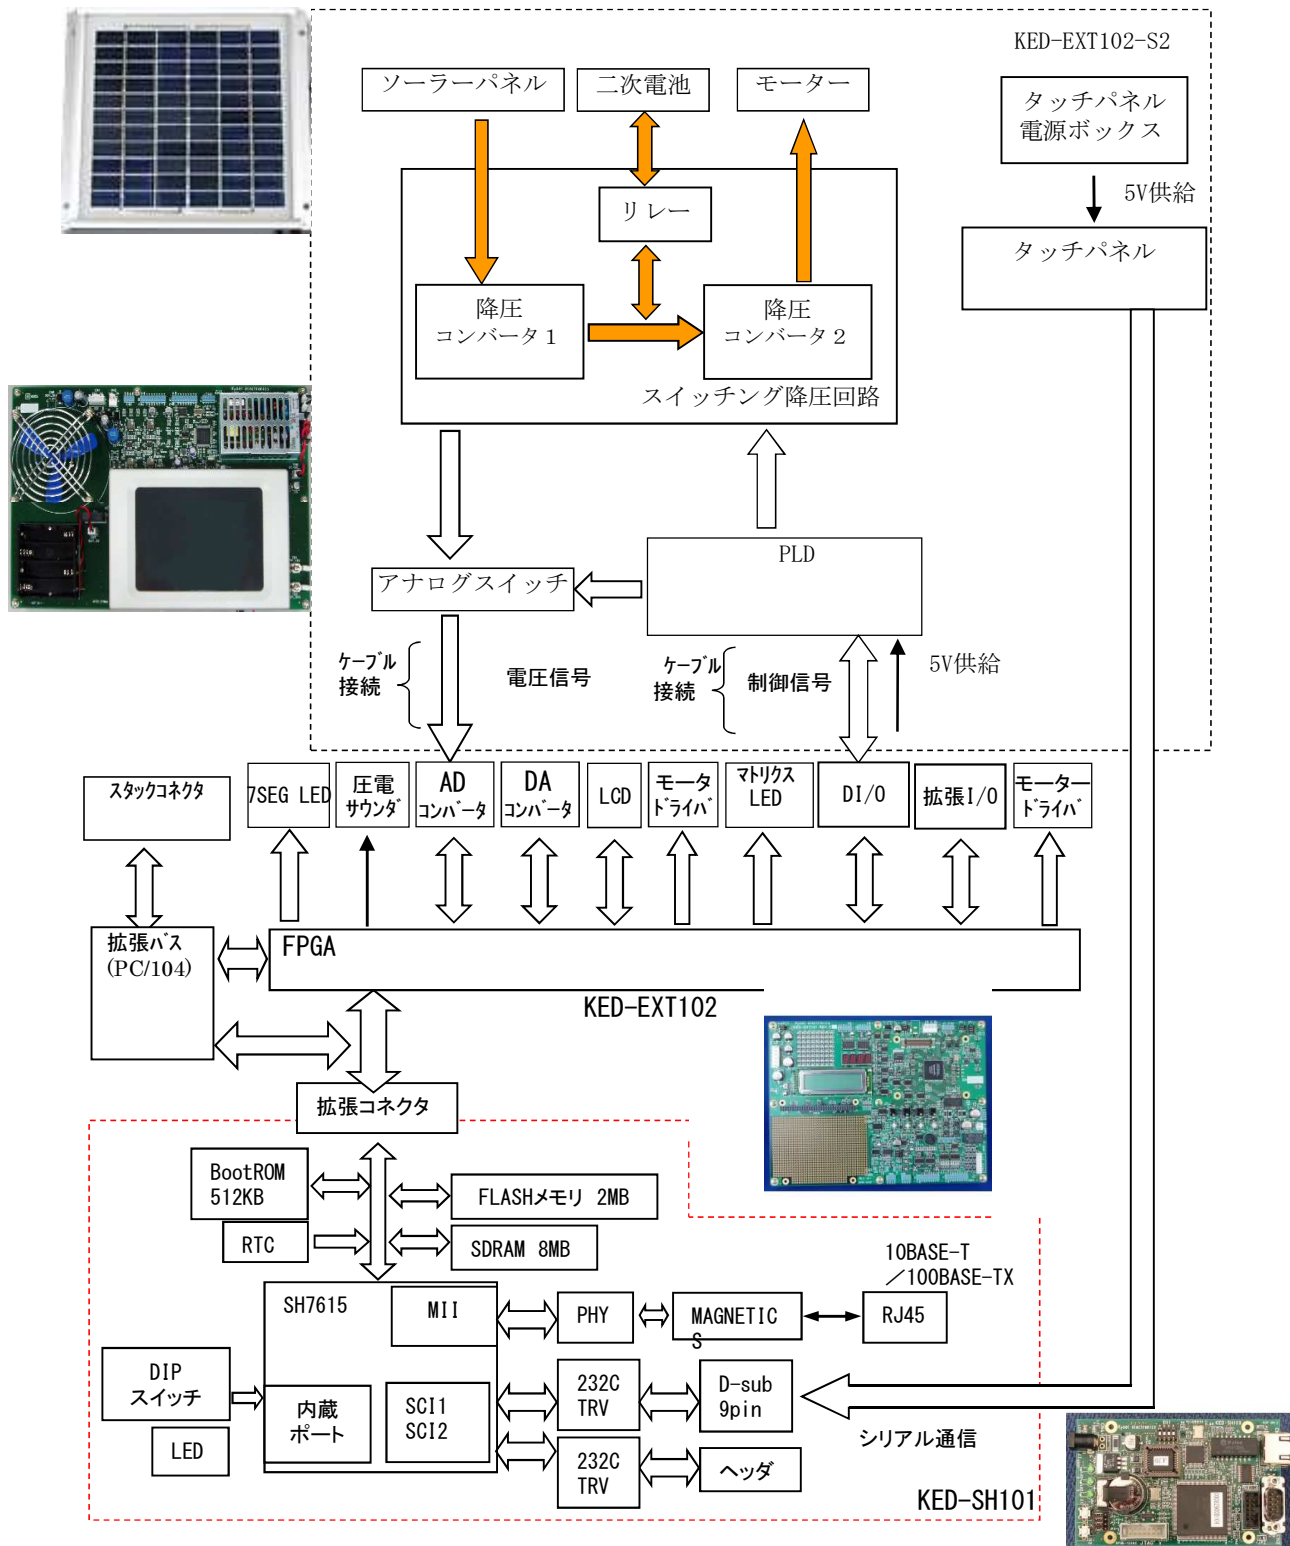 KED-EXT102-S2
ソーラーパネル
二次電池
モーター
タッチパネル
電源ボックス
5V供給
リレー
タッチパネル
降圧
コンバータ１
降圧
コンバータ２
スイッチング降圧回路
PLD
アナログスイッチ
ｹｰﾌﾞﾙ
接続
電圧信号
ｹｰﾌﾞﾙ
接続
制御信号
5V供給
ｽﾀｯｸｺﾈｸﾀ
7SEG LED
圧電
ｻｳﾝﾀﾞ
AD
ｺﾝﾊﾞｰﾀ
DA
ｺﾝﾊﾞｰﾀ
LCD
モータ
ﾄﾞﾗｲﾊﾞ
ﾏﾄﾘｸｽ
LED
DI/O
拡張I/O
モーター
ﾄﾞﾗｲﾊﾞ
拡張ﾊﾞｽ
(PC/104)
FPGA
KED-EXT102
拡張コネクタ
BootROM
512KB
FLASHメモリ 2MB
RTC
SDRAM 8MB
10BASE-T
／100BASE-TX
SH7615
MII
PHY
MAGNETIC
S
RJ45
DIP
スイッチ
内蔵
ポート
SCI1
SCI2
232C
TRV
D-sub
9pin
LED
232C
TRV
ヘッダ
シリアル通信
KED-SH101